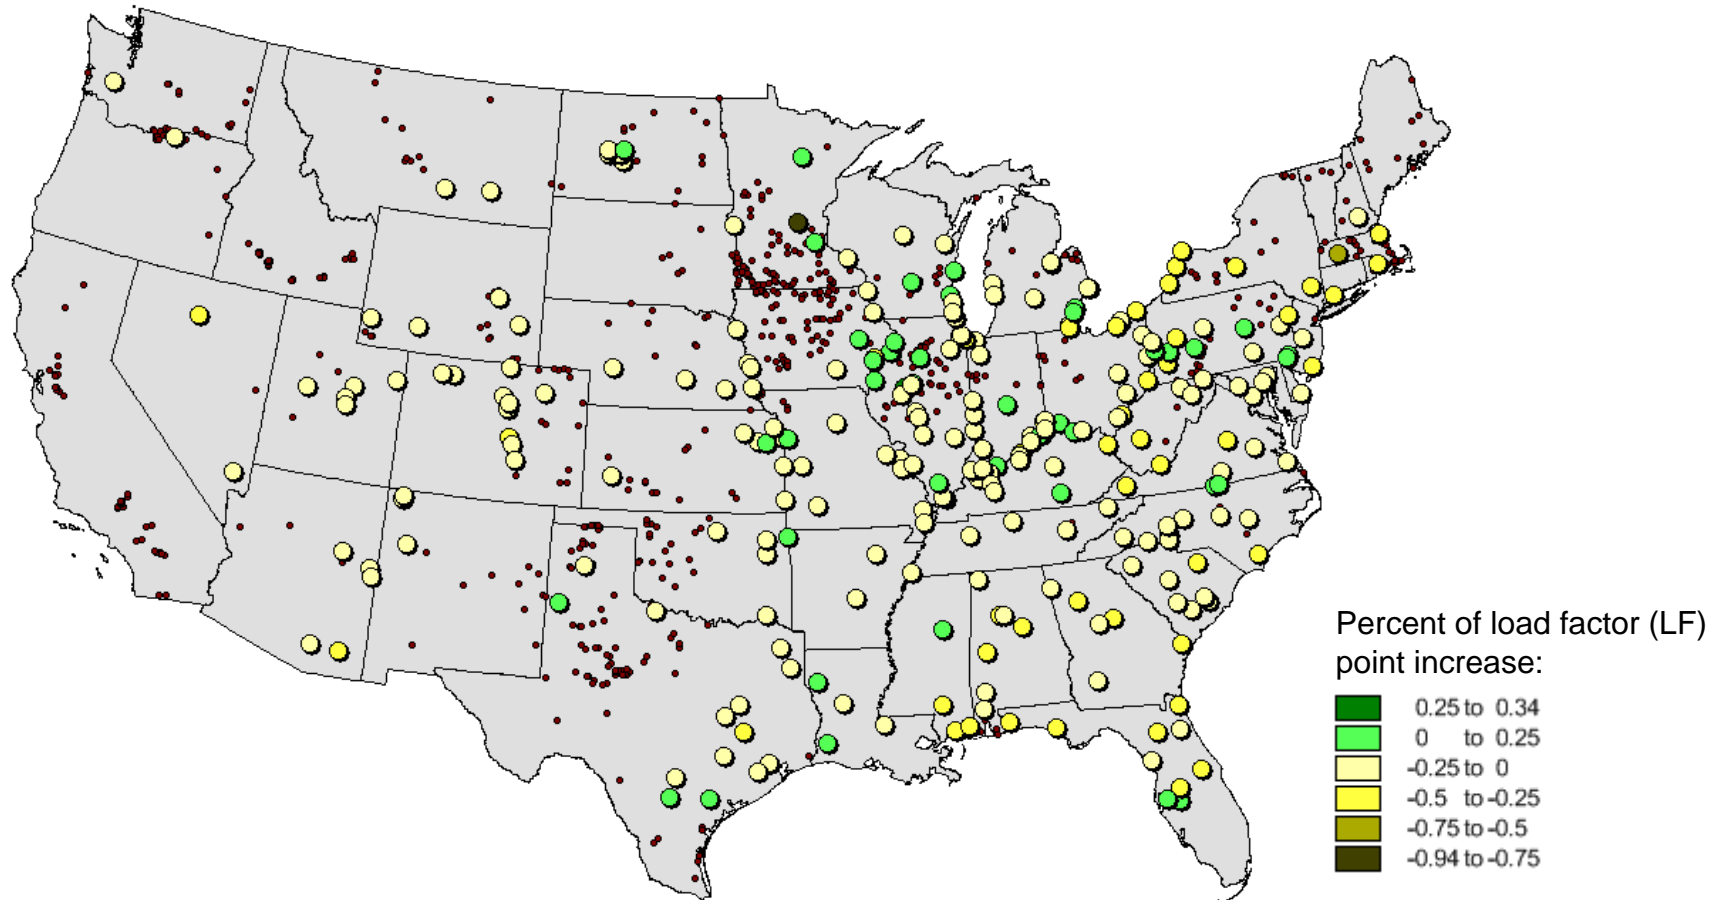 Percent of load factor (LF)
point increase:
0.25 to 0.34
0 to 0.25
-0.25 to 0
-0.5 to -0.25
-0.75 to -0.5
-0.94 to -0.75